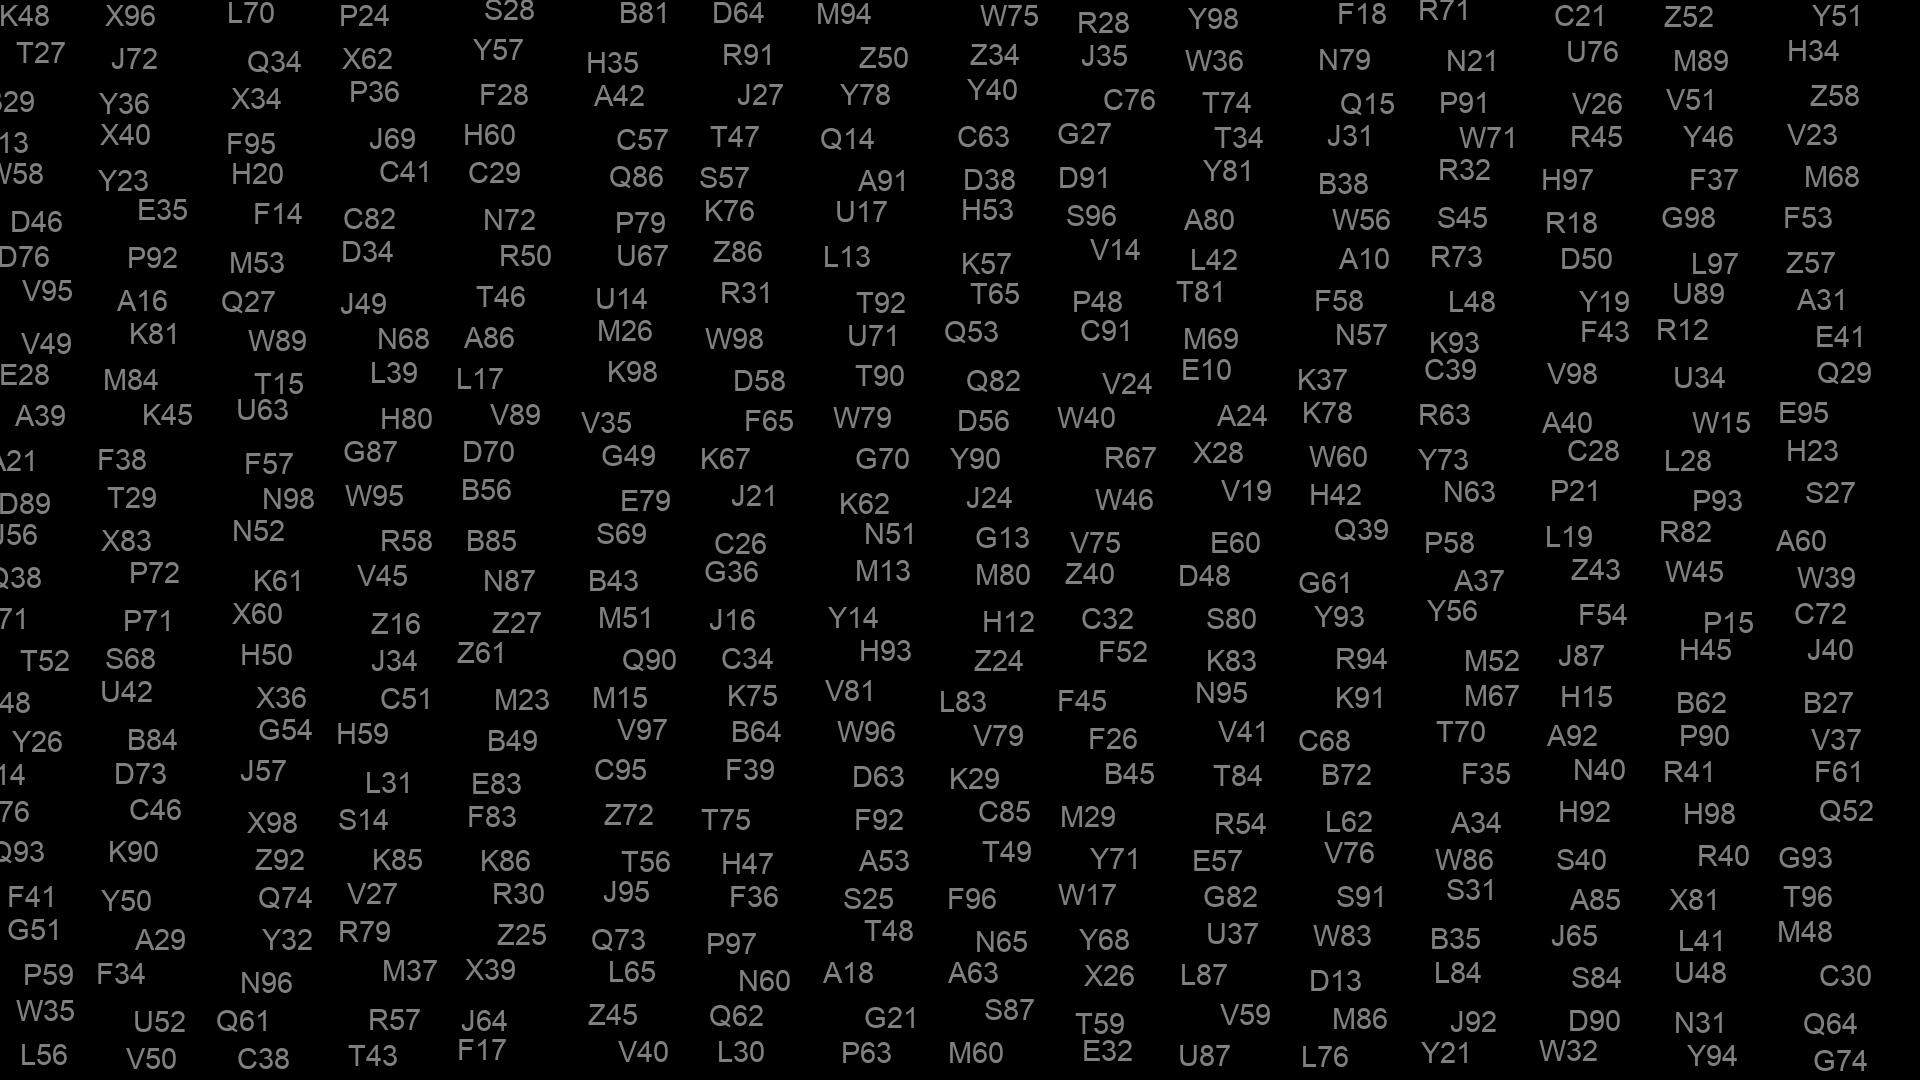 K48 X96 L70 P24 S28 B81 D64 M94 W75 R28 Y98 F18 R71 C21 Z52 Y51
T27 J72 Q34 X62 Y57 H35 R91 Z50 Z34 J35 W36 N79 N21 U76 M89 H34
29 Y36 X34 P36 F28 A42 J27 Y78 Y40 C76 T74 Q15 P91 V26 V51 Z58
13 X40 F95 J69 H60 C57 T47 Q14 C63 G27 T34 J31 W71 R45 Y46 V23
W58 Y23 H20 C41 C29 Q86 S57 A91 D38 D91 Y81 B38 R32 H97 F37 M68
D46 E35 F14 C82 N72 P79 K76 U17 H53 S96 A80 W56 S45 R18 G98 F53
D76 P92 M53 D34 R50 U67 Z86 L13 K57 V14 L42 A10 R73 D50 L97 Z57
V95 A16 Q27 J49 T46 U14 R31 T92 T65 P48 T81 F58 L48 Y19 U89 A31
V49 K81 W89 N68 A86 M26 W98 U71 Q53 C91 M69 N57 K93 F43 R12 E41
E28 M84 T15 L39 L17 K98 D58 T90 Q82 V24 E10 K37 C39 V98 U34 Q29
A39 K45 U63 H80 V89 V35 F65 W79 D56 W40 A24 K78 R63 A40 W15 E95
A21 F38 F57 G87 D70 G49 K67 G70 Y90 R67 X28 W60 Y73 C28 L28 H23
D89 T29 N98 W95 B56 E79 J21 K62 J24 W46 V19 H42 N63 P21 P93 S27
56 X83 N52 R58 B85 S69 C26 N51 G13 V75 E60 Q39 P58 L19 R82 A60
Q38 P72 K61 V45 N87 B43 G36 M13 M80 Z40 D48 G61 A37 Z43 W45 W39
71 P71 X60 Z16 Z27 M51 J16 Y14 H12 C32 S80 Y93 Y56 F54 P15 C72
T52 S68 H50 J34 Z61 Q90 C34 H93 Z24 F52 K83 R94 M52 J87 H45 J40
48 U42 X36 C51 M23 M15 K75 V81 L83 F45 N95 K91 M67 H15 B62 B27
Y26 B84 G54 H59 B49 V97 B64 W96 V79 F26 V41 C68 T70 A92 P90 V37
14 D73 J57 L31 E83 C95 F39 D63 K29 B45 T84 B72 F35 N40 R41 F61
76 C46 X98 S14 F83 Z72 T75 F92 C85 M29 R54 L62 A34 H92 H98 Q52
Q93 K90 Z92 K85 K86 T56 H47 A53 T49 Y71 E57 V76 W86 S40 R40 G93
F41 Y50 Q74 V27 R30 J95 F36 S25 F96 W17 G82 S91 S31 A85 X81 T96
G51 A29 Y32 R79 Z25 Q73 P97 T48 N65 Y68 U37 W83 B35 J65 L41 M48
P59 F34 N96 M37 X39 L65 N60 A18 A63 X26 L87 D13 L84 S84 U48 C30
W35 U52 Q61 R57 J64 Z45 Q62 G21 S87 T59 V59 M86 J92 D90 N31 Q64
L56 V50 C38 T43 F17 V40 L30 P63 M60 E32 U87 L76 Y21 W32 Y94 G74